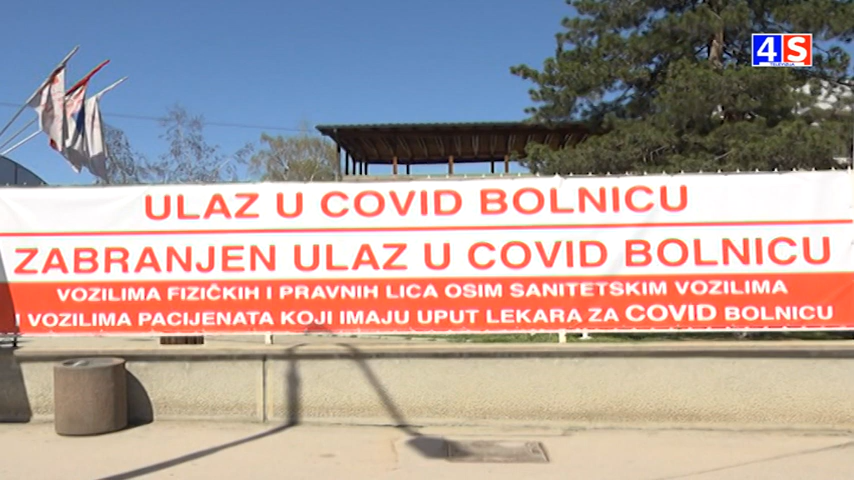 4S
TELEVIZIJA
ULAZ U COVID BOLNICU
ZABRANJEN ULAZ U COVID BOLNICU
VOZILIMA FIZIČKIH I PRAVNIH LICA OSIM SANITETSKIM VOZILIMA
I VOZILIMA PACIJENATA KOJI IMAJU UPUT LEKARA ZA COVID BOLNICU